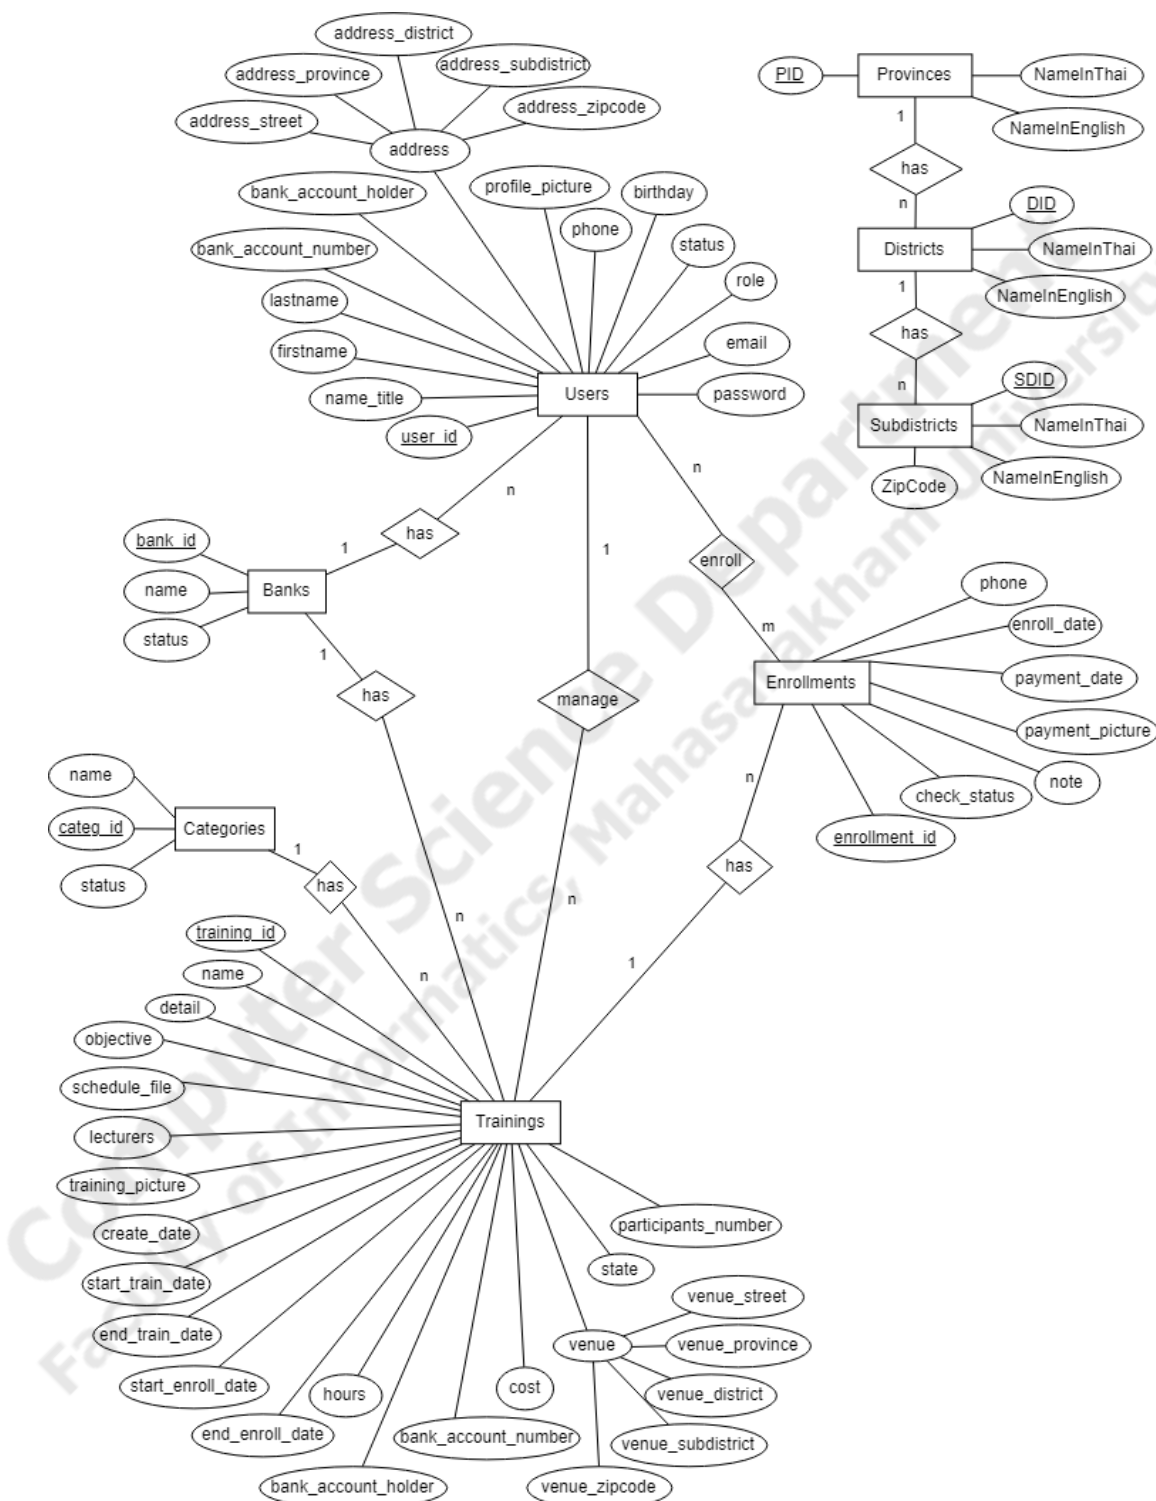 address_district
address_province
address_subdistrict
address_street
address_zipcode
address
bank_account_holder
profile_picture
birthday
phone
bank_account_number
status
lastname
role
firstname
email
name_title
Users
password
user_id
PID
Provinces
NameInThai
NameInEnglish
1
has
n
DID
Districts
NameInThai
NameInEnglish
1
has
n
SDID
Subdistricts
NameInThai
NameInEnglish
ZipCode
n
has
1
bank_id
name
Banks
status
1
has
n
1
manage
n
n
enroll
m
phone
enroll_date
payment_date
Enrollments
payment_picture
note
check_status
enrollment_id
n
has
1
name
categ_id
Categories
status
1
has
n
training_id
name
detail
objective
schedule_file
lecturers
Trainings
training_picture
create_date
start_train_date
end_train_date
start_enroll_date
end_enroll_date
hours
bank_account_holder
bank_account_number
cost
participants_number
state
venue
venue_street
venue_province
venue_district
venue_subdistrict
venue_zipcode
Computer Science Department
Faculty of Informatics, Mahasarakham University